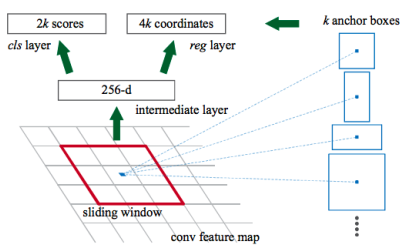 2k scores
4k coordinates
k anchor boxes
cls layer
reg layer
256-d
intermediate layer
sliding window
conv feature map